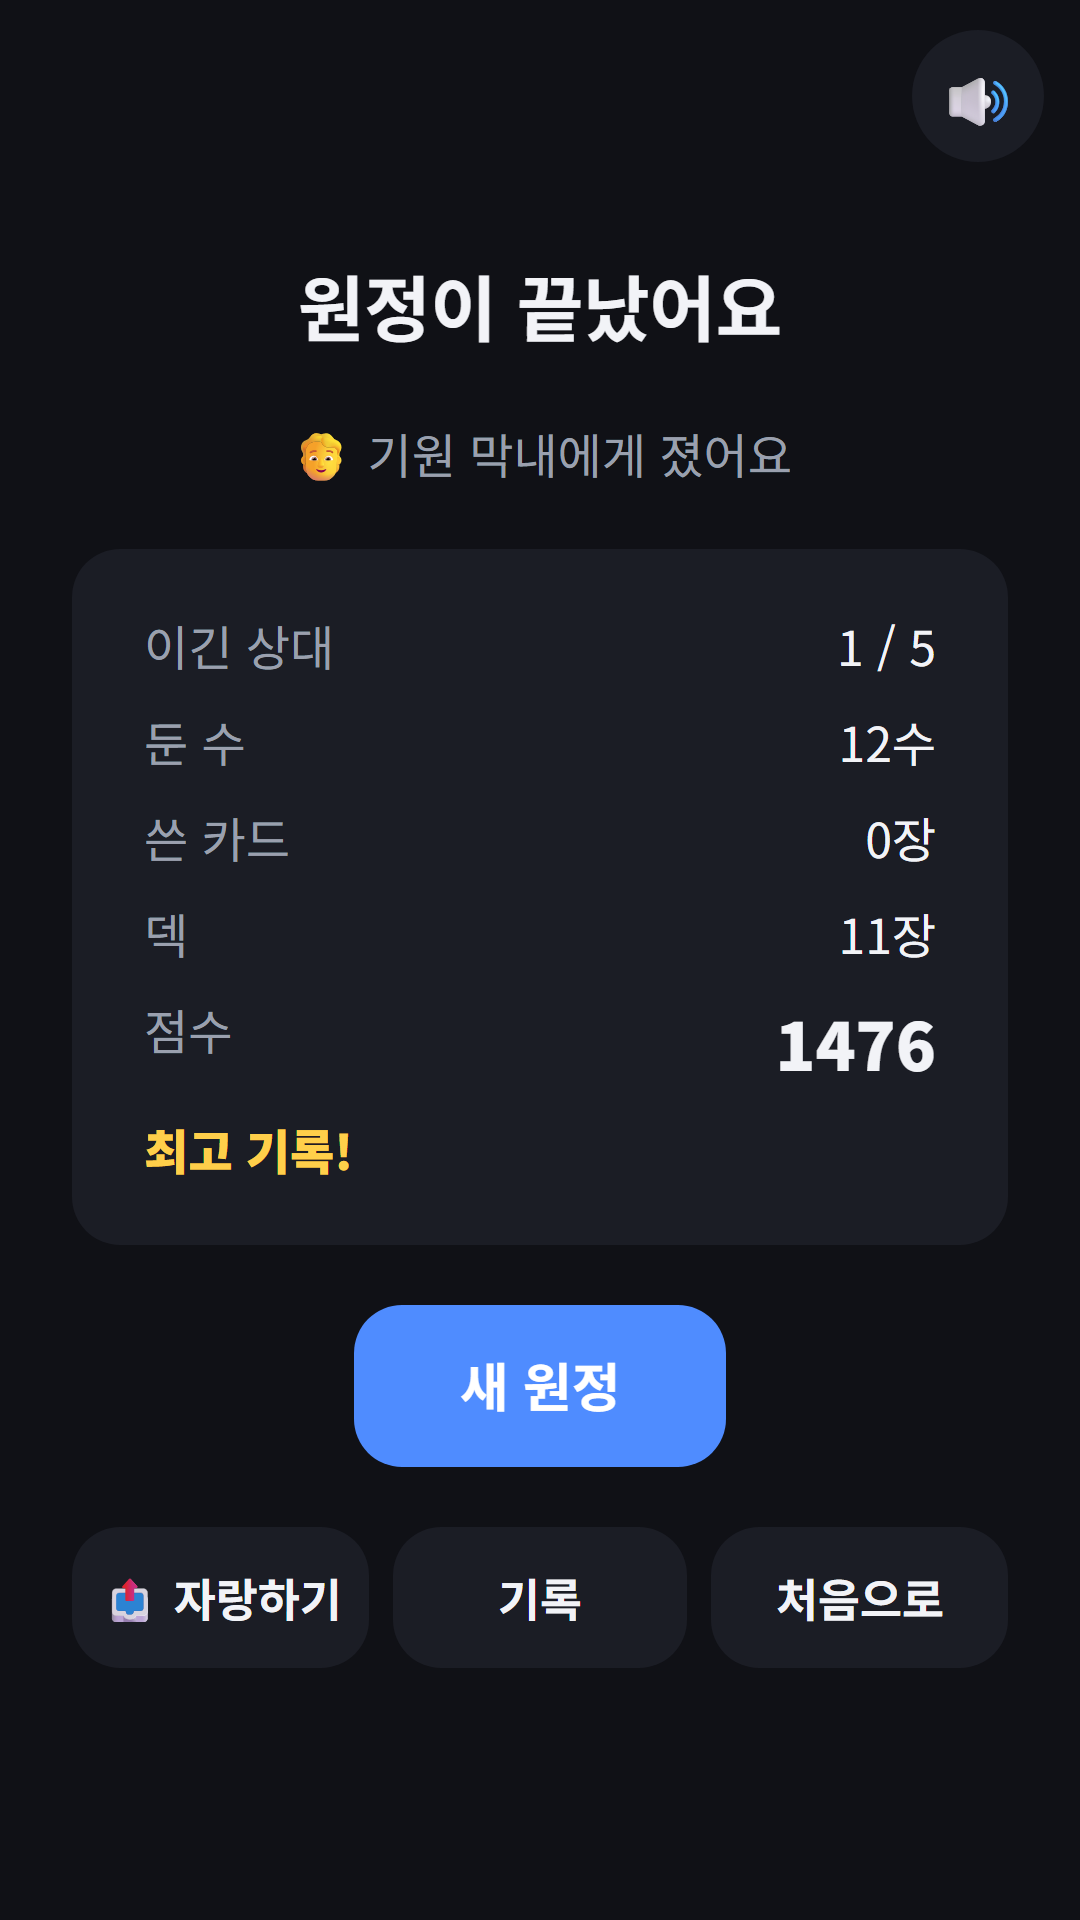 원정이 끝났어요
기원 막내에게 졌어요
이긴 상대 1 / 5
둔 수 12수
쓴 카드 0장
덱 11장
점수 1476
최고 기록!
새 원정
자랑하기 기록 처음으로